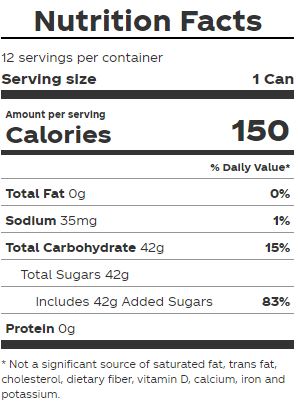 Nutrition Facts
12 servings per container
Serving size 1 Can
Amount per serving
Calories 150
% Daily Value*
Total Fat 0g 0%
Sodium 35mg 1%
Total Carbohydrate 42g 15%
Total Sugars 42g
Includes 42g Added Sugars 83%
Protein 0g
* Not a significant source of saturated fat, trans fat,
cholesterol, dietary fiber, vitamin D, calcium, iron and
potassium.